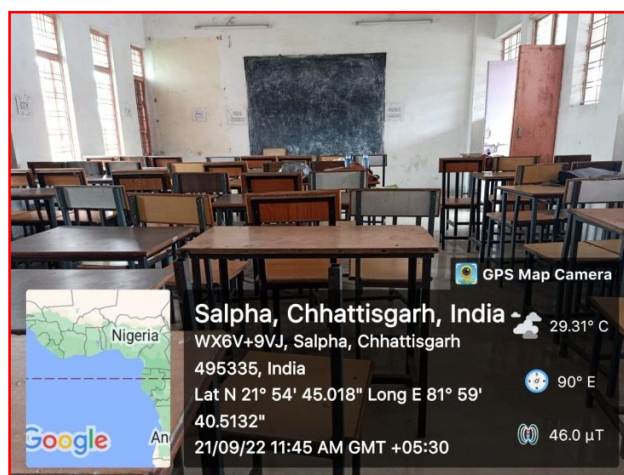 GPS Map Camera
Salpha, Chhattisgarh, India
WX6V+9VJ, Salpha, Chhattisgarh
495335, India
Lat N 21° 54' 45.018" Long E 81° 59'
40.5132"
21/09/22 11:45 AM GMT +05:30
29.31° C
90° E
46.0 µT
Nigeria
An
Google